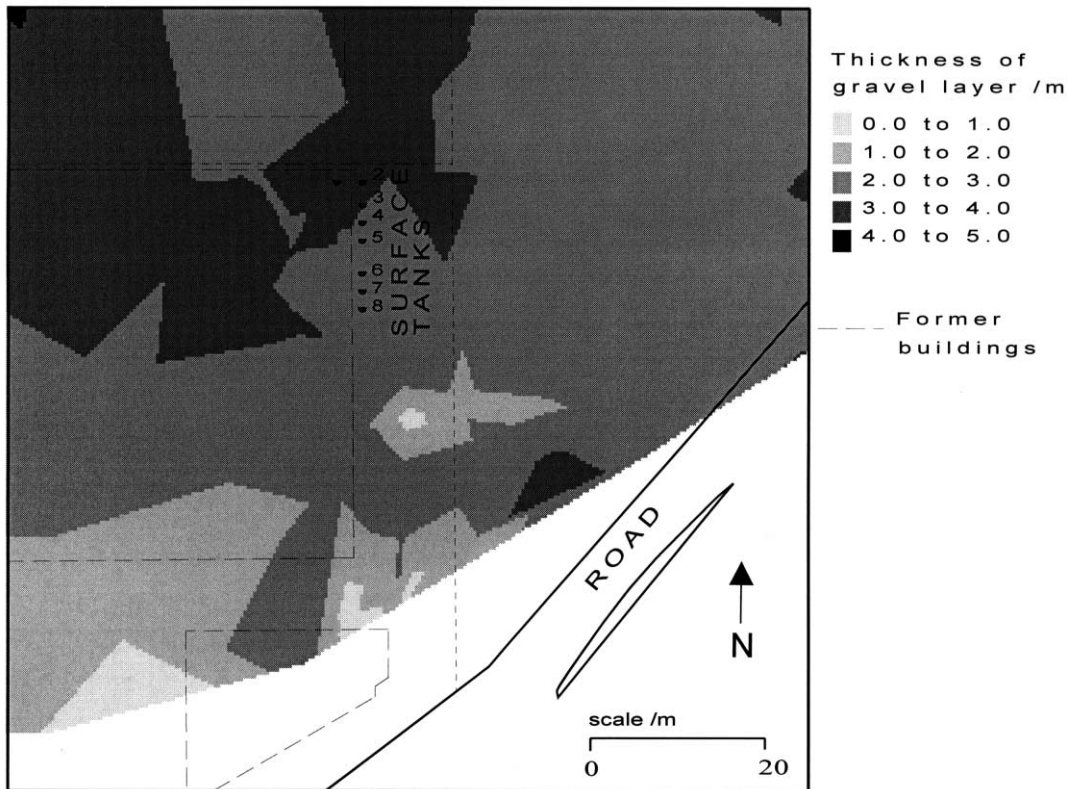 Thickness of
gravel layer /m
0.0 to 1.0
1.0 to 2.0
2.0 to 3.0
3.0 to 4.0
4.0 to 5.0
Former
buildings
2
3
4
5
6
7
8
SURFACE
TANKS
ROAD
N
scale /m
0 20